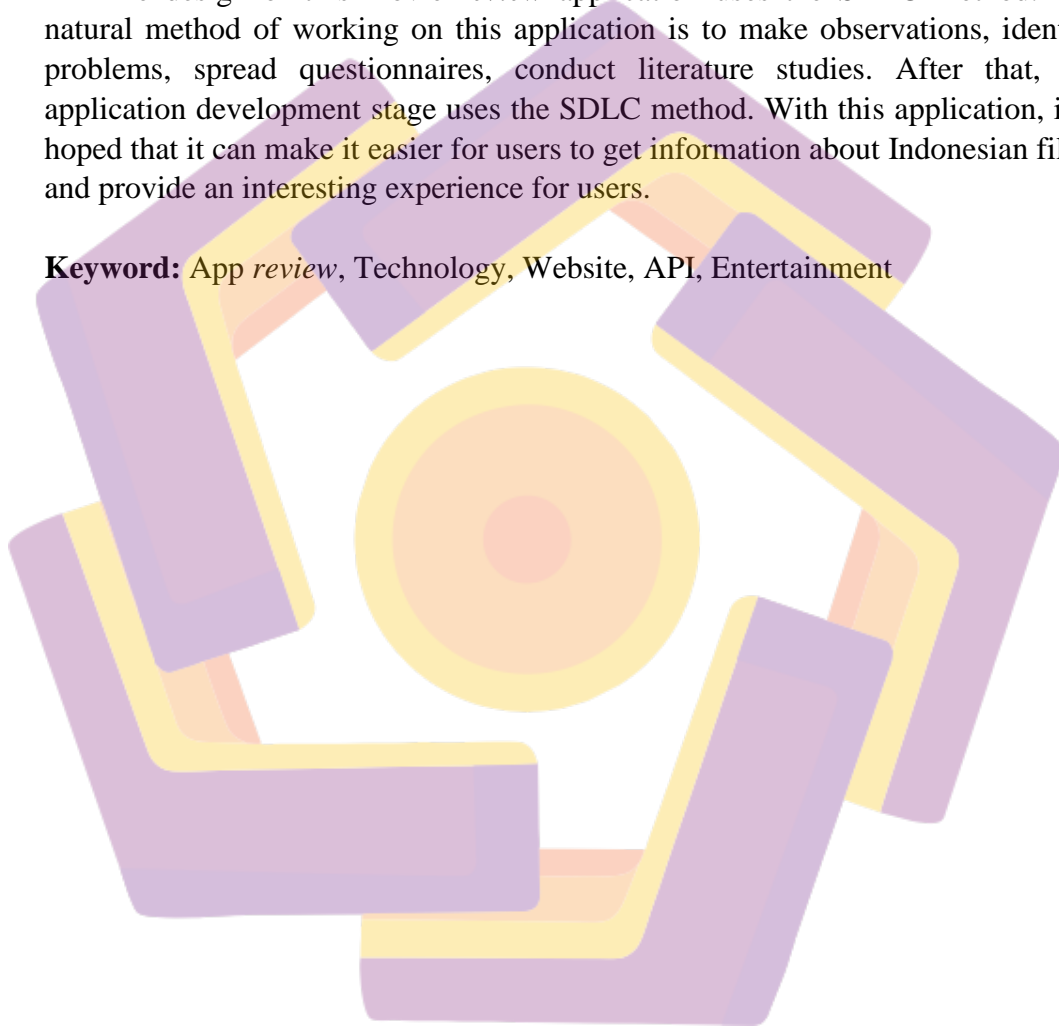 natural method of working on this application is to make observations, ident
problems, spread questionnaires, conduct literature studies. After that,
application development stage uses the SDLC method. With this application, i
hoped that it can make it easier for users to get information about Indonesian fil
and provide an interesting experience for users.
Keyword: App review, Technology, Website, API, Entertainment